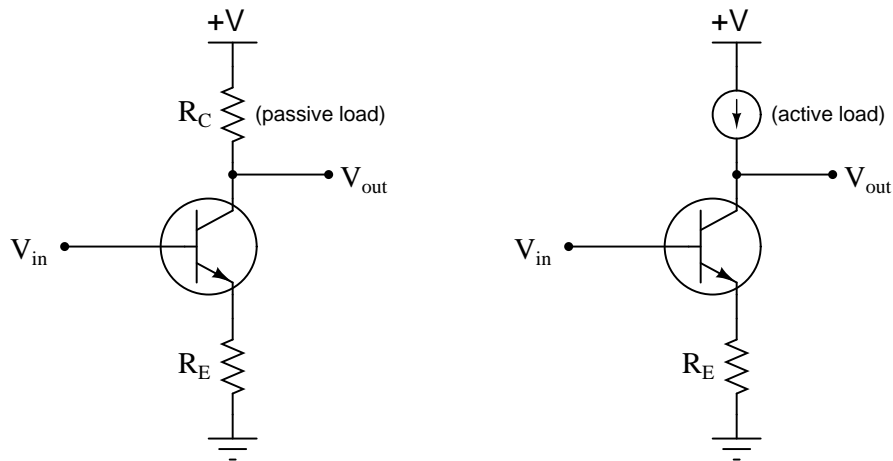 +V
R_C (passive load)
V_out
V_in
R_E
+V
(active load)
V_out
V_in
R_E